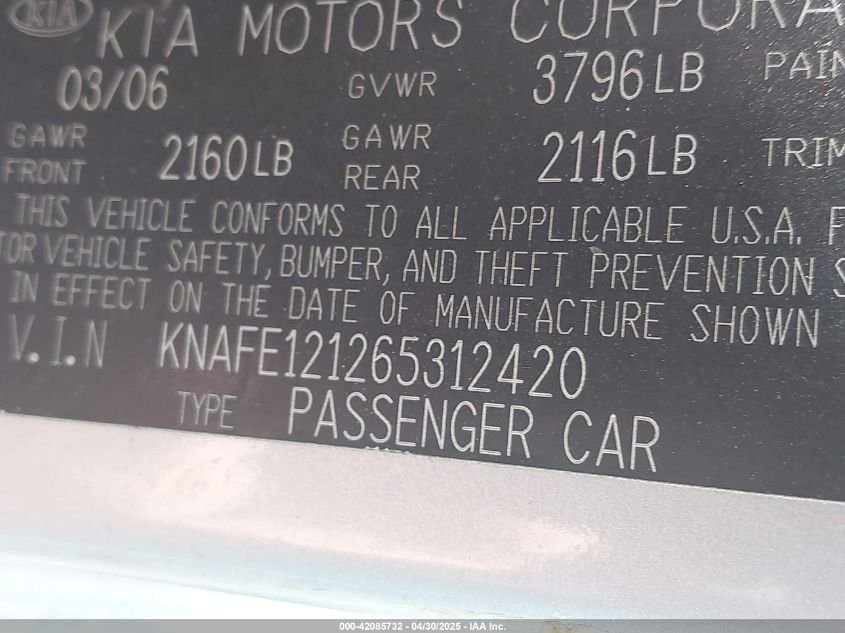 KIA KIA MOTORS CORPORA
03/06 GVWR 3796LB PAIN
GAWR FRONT 2160LB GAWR REAR 2116LB TRIM
THIS VEHICLE CONFORMS TO ALL APPLICABLE U.S.A. F
TOR VEHICLE SAFETY, BUMPER, AND THEFT PREVENTION S
IN EFFECT ON THE DATE OF MANUFACTURE SHOWN
V.I.N KNAFE121265312420
TYPE PASSENGER CAR
000-42085732 - 04/30/2025 - IAA Inc.